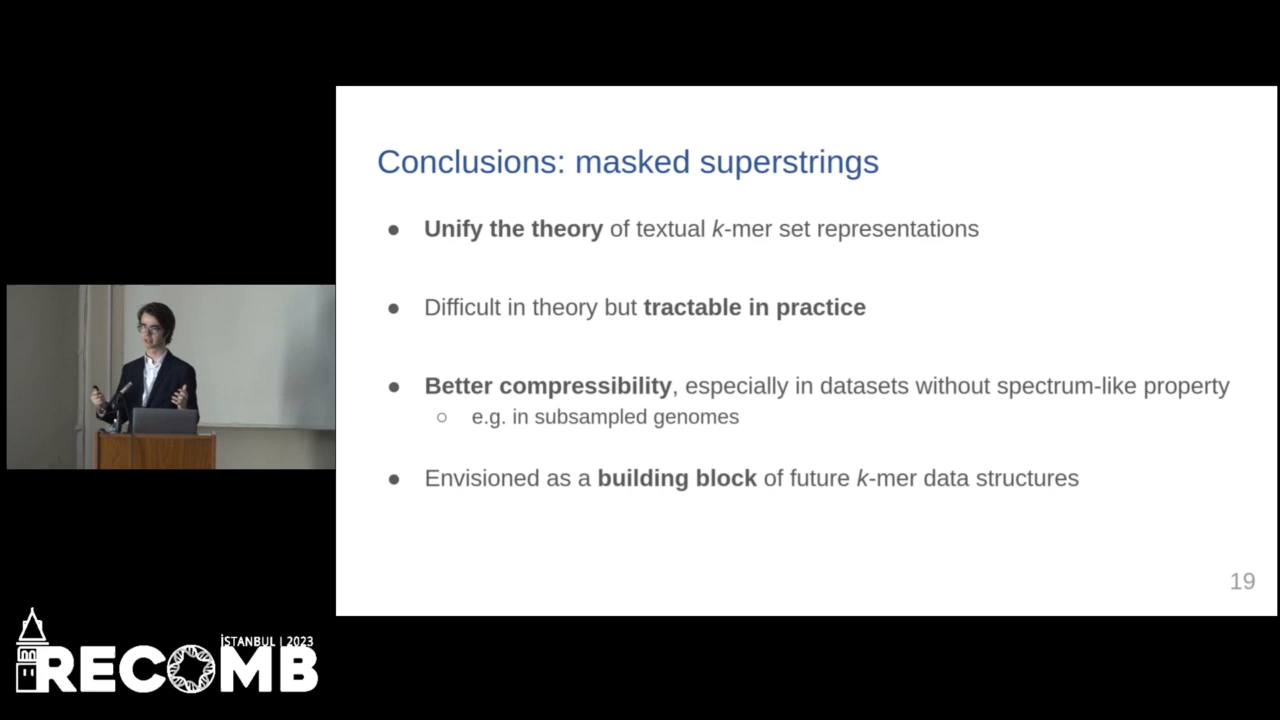 Conclusions: masked superstrings
● Unify the theory of textual k-mer set representations
● Difficult in theory but tractable in practice
● Better compressibility, especially in datasets without spectrum-like property
○ e.g. in subsampled genomes
● Envisioned as a building block of future k-mer data structures
19
İSTANBUL | 2023
RECOMB